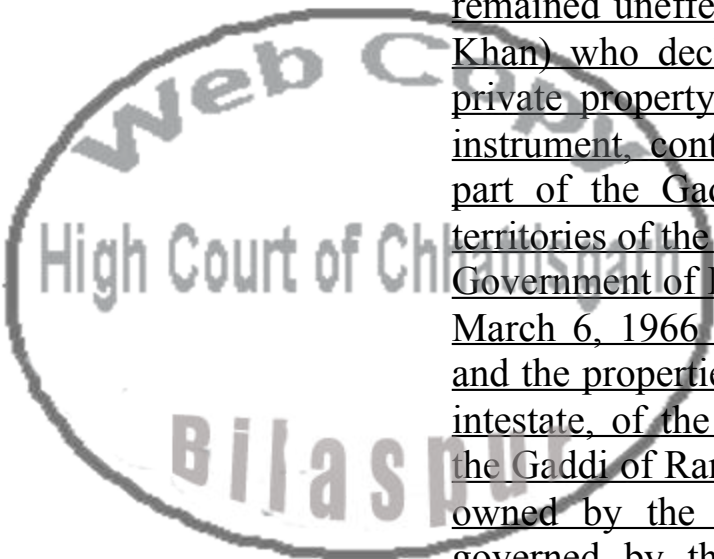 remained uneffe
Khan) who dec
private property
instrument, cont
part of the Gad
territories of the
Government of
March 6, 1966
and the propertie
intestate, of the
the Gaddi of Ra
owned by the
governed by th
Web Copy
High Court of Chhattisgarh
Bilaspur